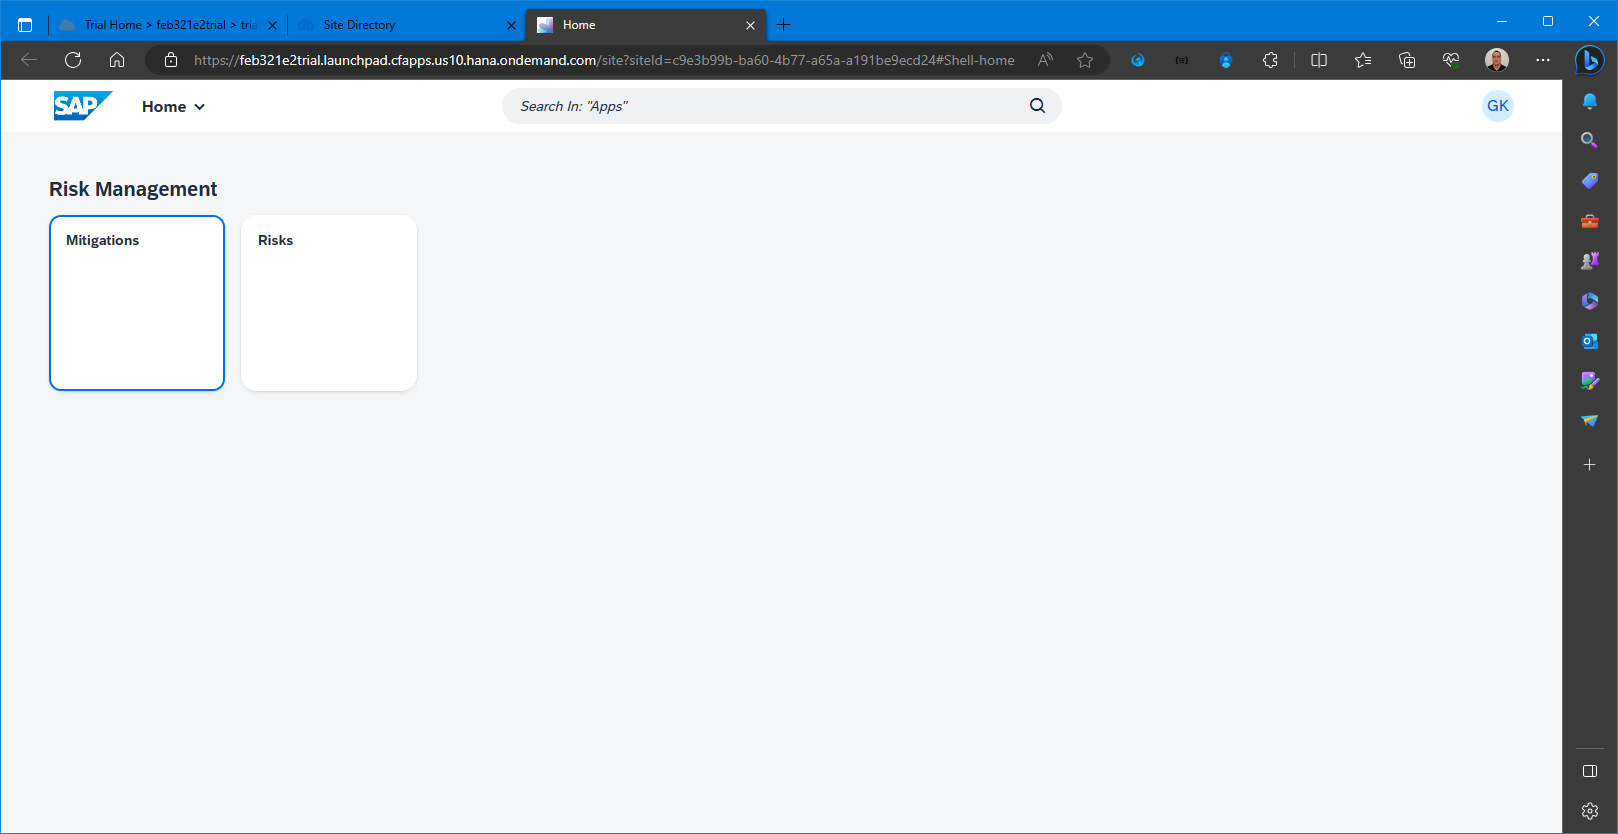 Trial Home > feb321e2trial > tria
Site Directory
Home
https://feb321e2trial.launchpad.cfapps.us10.hana.ondemand.com/site?siteId=c9e3b99b-ba60-4b77-a65a-a191be9ecd24#Shell-home
SAP
Home
Search In: "Apps"
GK
Risk Management
Mitigations
Risks